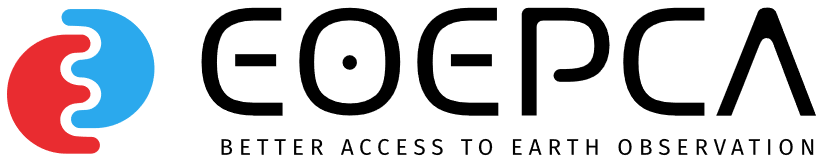 EOEPCA
BETTER ACCESS TO EARTH OBSERVATION